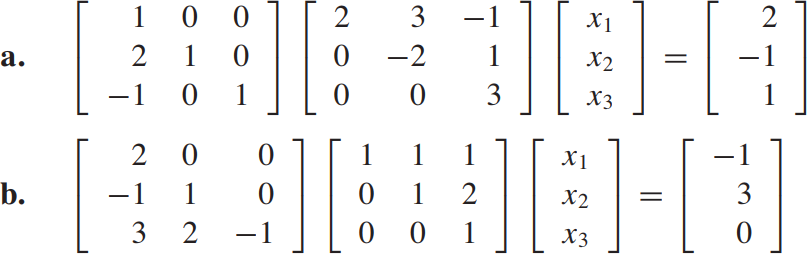 a. [ 1 0 0 ] [ 2 3 −1 ] [ x₁ ] = [ 2 ]
[ 2 1 0 ] [ 0 −2 1 ] [ x₂ ] = [ −1 ]
[ −1 0 1 ] [ 0 0 3 ] [ x₃ ] = [ 1 ]
b. [ 2 0 0 ] [ 1 1 1 ] [ x₁ ] = [ −1 ]
[ −1 1 0 ] [ 0 1 2 ] [ x₂ ] = [ 3 ]
[ 3 2 −1 ] [ 0 0 1 ] [ x₃ ] = [ 0 ]